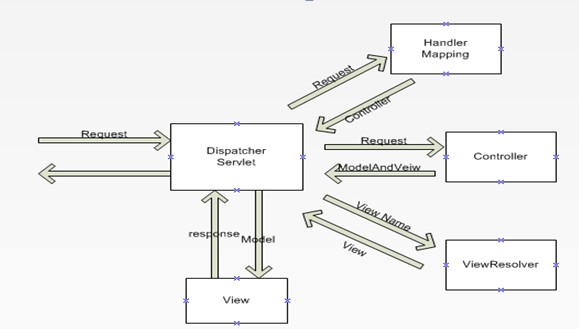 Handler
Mapping
Request
Controller
Request
Dispatcher
Servlet
Request
Controller
ModelAndVeiw
View Name
View
response
Model
ViewResolver
View